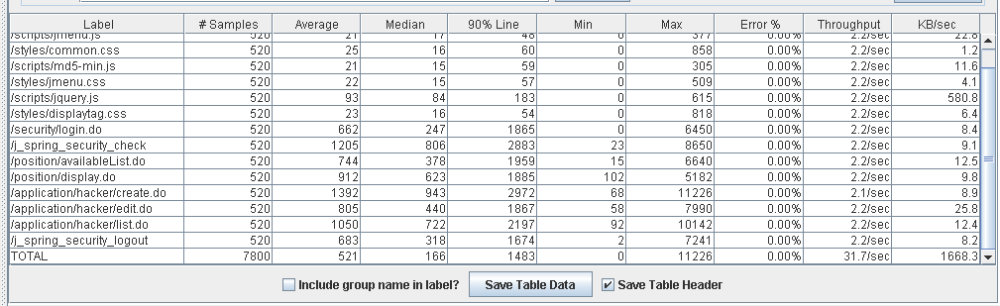 Label # Samples Average Median 90% Line Min Max Error % Throughput KB/sec
/scripts/jmenu.js 520 21 17 48 0 377 0.00% 2.2/sec 22.8
/styles/common.css 520 25 16 60 0 858 0.00% 2.2/sec 1.2
/scripts/md5-min.js 520 21 15 59 0 305 0.00% 2.2/sec 11.6
/styles/jmenu.css 520 22 15 57 0 509 0.00% 2.2/sec 4.1
/scripts/jquery.js 520 93 84 183 0 615 0.00% 2.2/sec 580.8
/styles/displaytag.css 520 23 16 54 0 818 0.00% 2.2/sec 6.4
/security/login.do 520 662 247 1865 0 6450 0.00% 2.2/sec 8.4
/j_spring_security_check 520 1205 806 2883 23 8650 0.00% 2.2/sec 9.1
/position/availableList.do 520 744 378 1959 15 6640 0.00% 2.2/sec 12.5
/position/display.do 520 912 623 1885 102 5182 0.00% 2.2/sec 9.8
/application/hacker/create.do 520 1392 943 2972 68 11226 0.00% 2.1/sec 8.9
/application/hacker/edit.do 520 805 440 1867 58 7990 0.00% 2.2/sec 25.8
/application/hacker/list.do 520 1050 722 2197 92 10142 0.00% 2.2/sec 12.4
/j_spring_security_logout 520 683 318 1674 2 7241 0.00% 2.2/sec 8.2
TOTAL 7800 521 166 1483 0 11226 0.00% 31.7/sec 1668.3
Include group name in label? Save Table Data Save Table Header